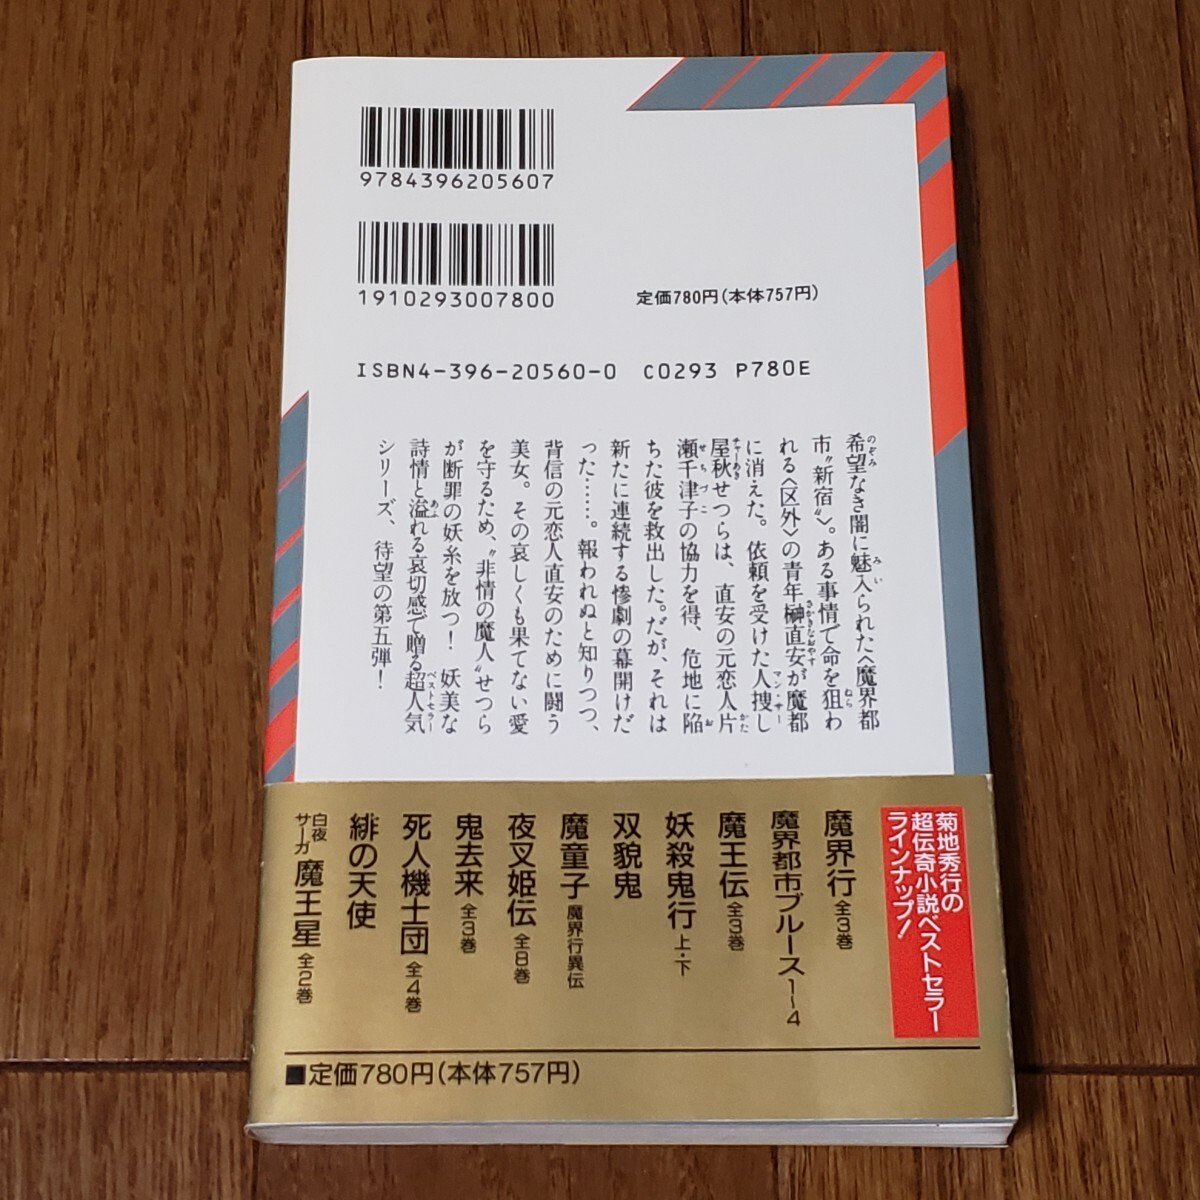 9784396205607
1910293007800
定価780円(本体757円)
ISBN4-396-20560-0 C0293 P780E
希望なき闇に魅入られた〈魔界都
市〝新宿〟〉。ある事情で命を狙わ
れる〈区外〉の青年榊直安が魔都
に消えた。依頼を受けた人捜し
屋秋せつらは、直安の元恋人片
瀬千津子の協力を得、危地に陥
ちた彼を救出した。だが、それは
新たに連続する惨劇の幕開けだ
った……。報われぬと知りつつ、
背信の元恋人直安のために闘う
美女。その哀しくも果てない愛
を守るため、〝非情の魔人〟せつら
が断罪の妖糸を放つ! 妖美な
詩情と溢れる哀切感で贈る超人気
シリーズ、待望の第五弾!
菊地秀行の
超伝奇小説ベストセラー
ラインナップ!
魔界行 全3巻
魔界都市ブルース 1〜4
魔王伝 全3巻
妖殺鬼行 上・下
双貌鬼
魔童子 魔界行異伝
夜叉姫伝 全8巻
鬼去来 全3巻
死人機士団 全4巻
緋の天使
白夜サーガ 魔王星 全2巻
■定価780円(本体757円)